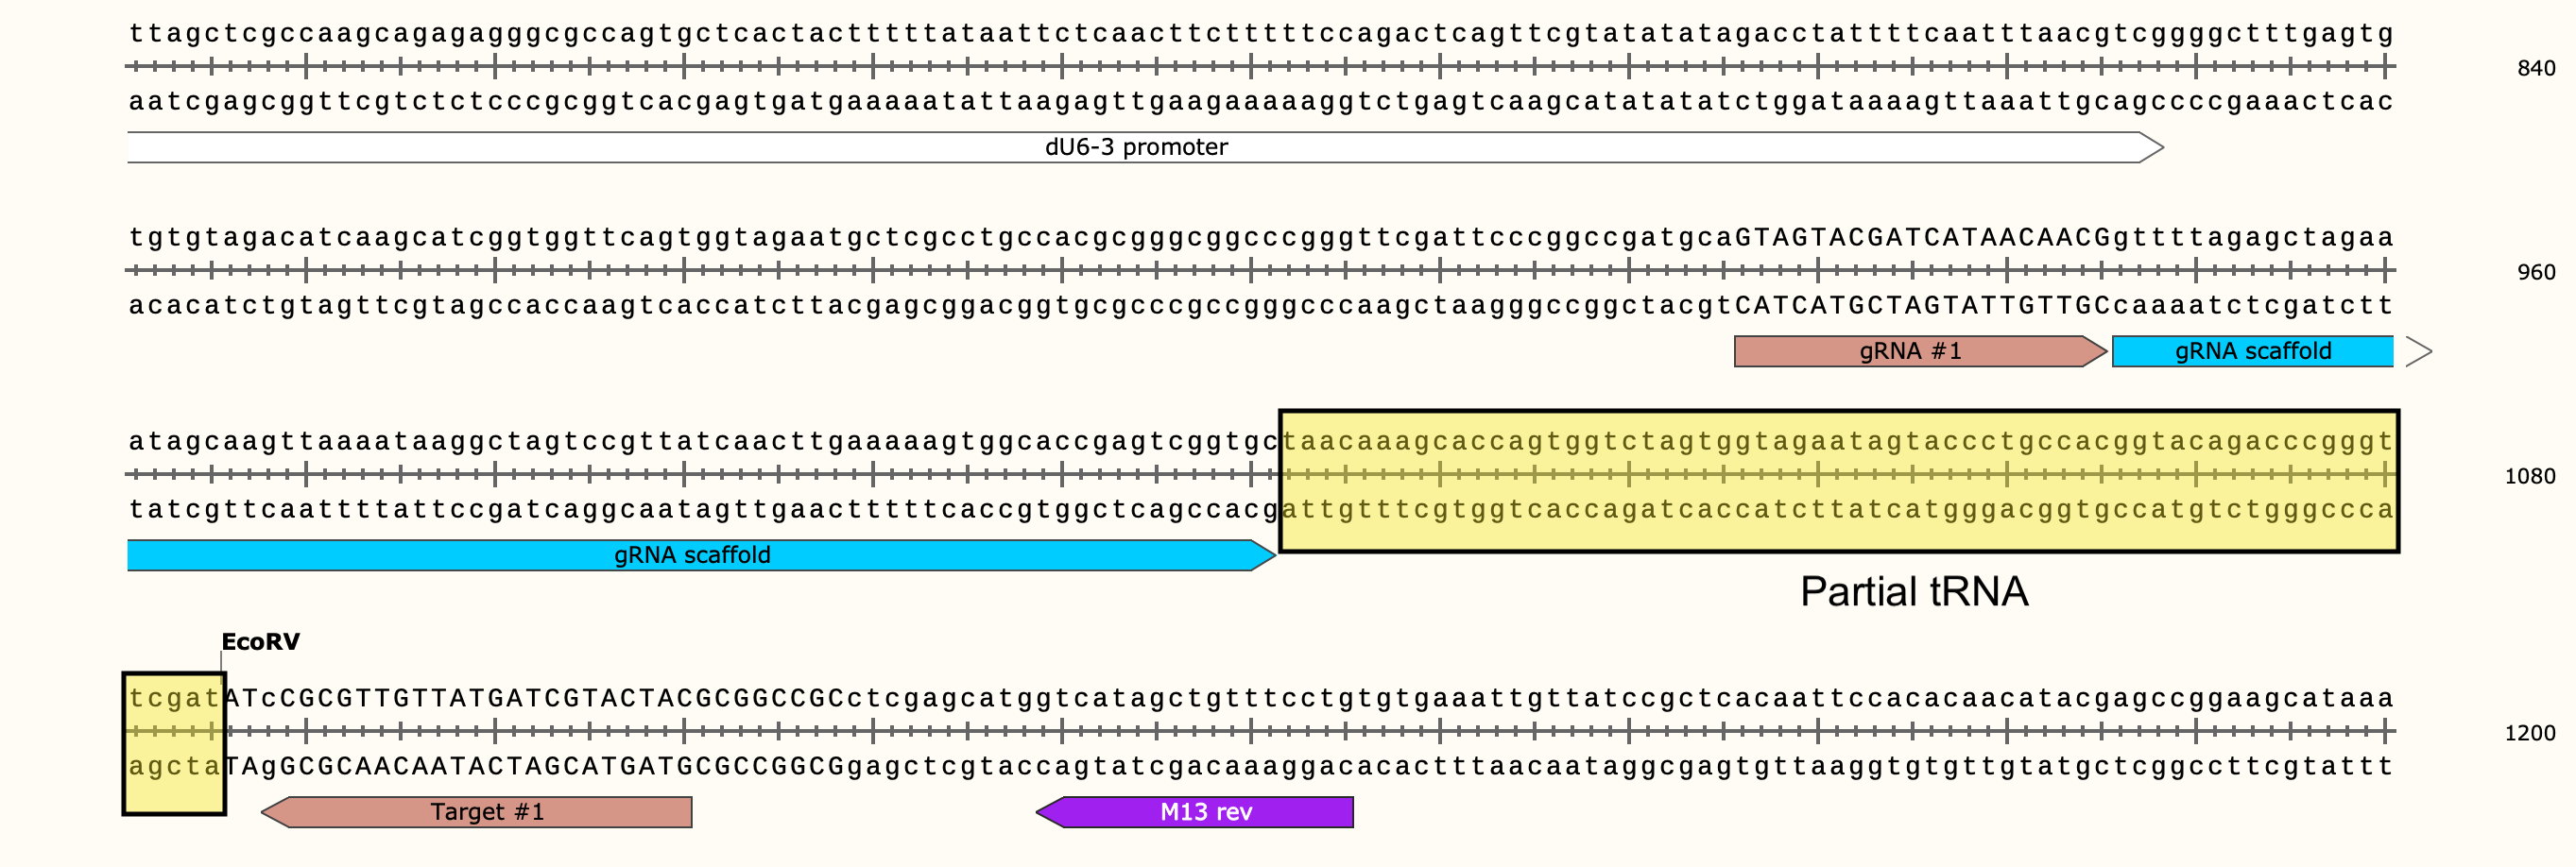 ttagctcgccaagcagagagggcgccagtgctcactactttttataattctcaacttctttttccagactcagttcgtatatatagacctattttcaatttaacgtcggggctttgagtg
840
aatcgagcggttcgtctctcccgcggtcacgagtgatgaaaaatattaagagttgaagaaaaaggtctgagtcaagcatatatatctggataaaagttaaattgcagccccgaaactcac
dU6-3 promoter
tgtgtagacatcaagcatcggtggttcagtggtagaatgctcgcctgccacgcgggcggcccgggttcgattcccggccgatgcaGTAGTACGATCATAACAACGgttttagagctagaa
960
acacatctgtagttcgtagccaccaagtcaccatcttacgagcggacggtgcgcccgccgggcccaagctaagggccggctacgtCATCATGCTAGTATTGTTGCcaaaatctcgatctt
gRNA #1 gRNA scaffold
atagcaagttaaaataaggctagtccgttatcaacttgaaaaagtggcaccgagtcggtgctaacaaagcaccagtggtctagtggtagaatagtaccctgccacggtacagacccgggt
1080
tatcgttcaattttattccgatcaggcaatagttgaactttttcaccgtggctcagccacgattgtttcgtggtcaccagatcaccatcttatcatgggacggtgccatgtctgggccca
gRNA scaffold
Partial tRNA
EcoRV
tcgatATcCGCGTTGTTATGATCGTACTACGCGGCCGCctcgagcatggtcatagctgtttcctgtgtgaaattgttatccgctcacaattccacacaacatacgagccggaagcataaa
1200
agctaTAgGCGCAACAATACTAGCATGATGCGCCGGCGgagctcgtaccagtatcgacaaaggacacactttaacaataggcgagtgttaaggtgtgttgtatgctcggccttcgtattt
Target #1 M13 rev